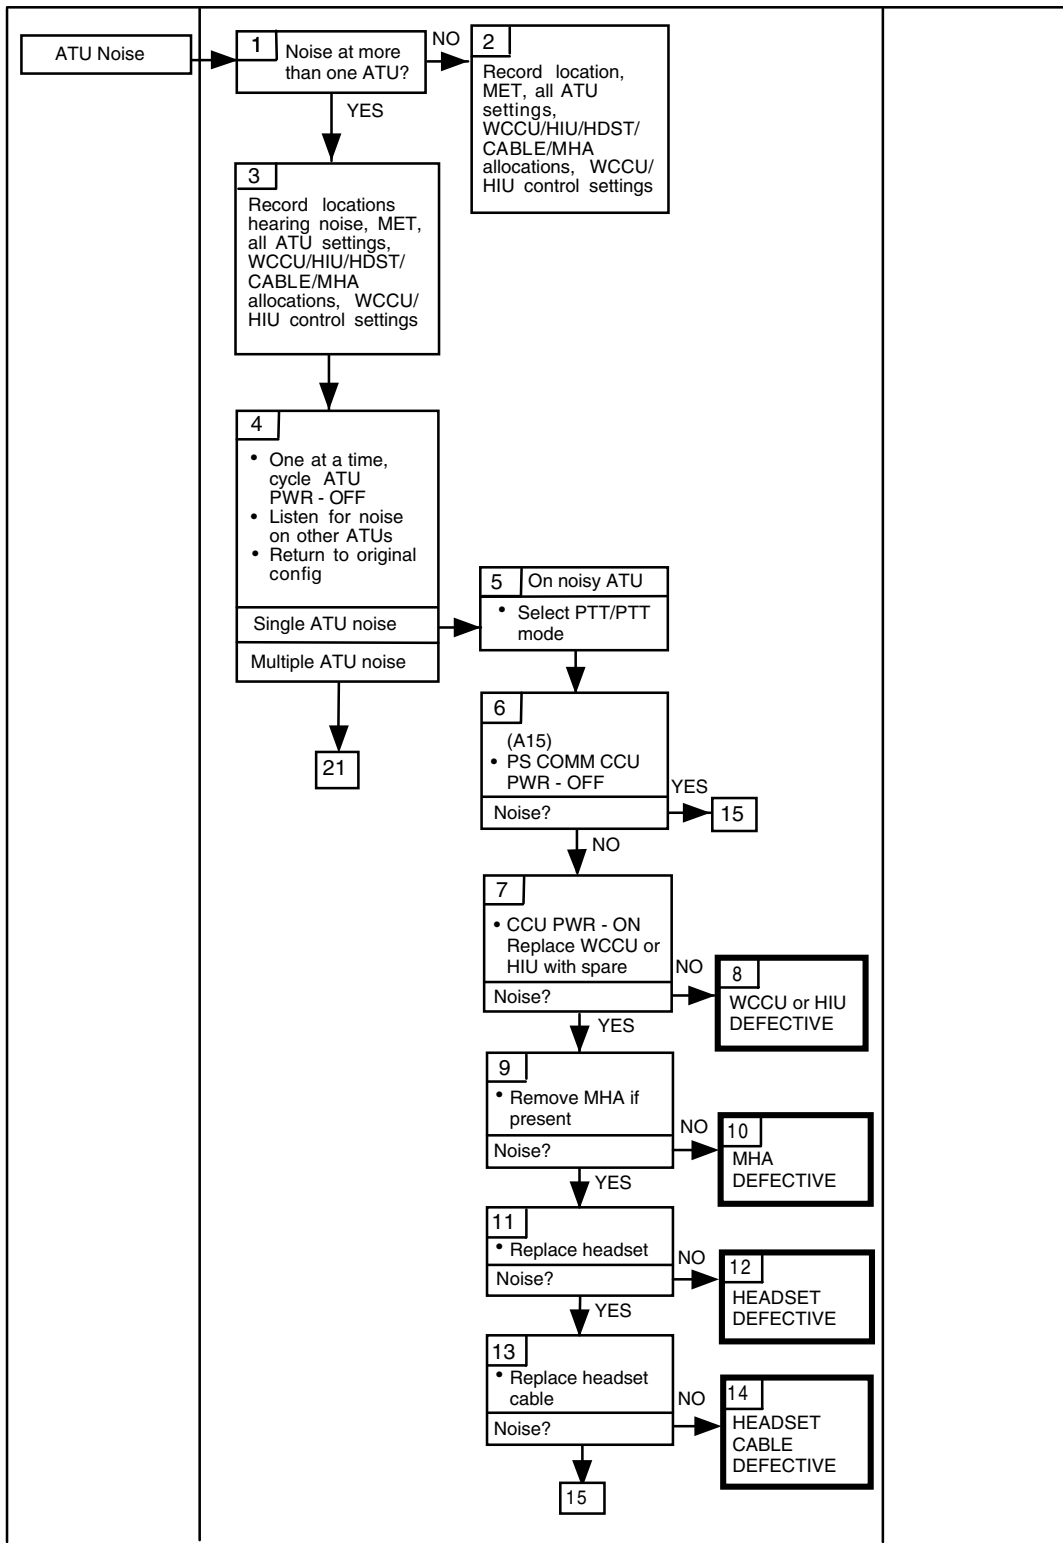 ATU Noise
1
Noise at more
than one ATU?
NO
YES
2
Record location,
MET, all ATU
settings,
WCCU/HIU/HDST/
CABLE/MHA
allocations, WCCU/
HIU control settings
3
Record locations
hearing noise, MET,
all ATU settings,
WCCU/HIU/HDST/
CABLE/MHA
allocations, WCCU/
HIU control settings
4
• One at a time,
cycle ATU
PWR - OFF
• Listen for noise
on other ATUs
• Return to original
config
Single ATU noise
Multiple ATU noise
21
5
On noisy ATU
• Select PTT/PTT
mode
6
(A15)
• PS COMM CCU
PWR - OFF
Noise?
YES
15
NO
7
• CCU PWR - ON
Replace WCCU or
HIU with spare
Noise?
NO
8
WCCU or HIU
DEFECTIVE
YES
9
• Remove MHA if
present
Noise?
NO
10
MHA
DEFECTIVE
YES
11
• Replace headset
Noise?
NO
12
HEADSET
DEFECTIVE
YES
13
• Replace headset
cable
Noise?
NO
14
HEADSET
CABLE
DEFECTIVE
15